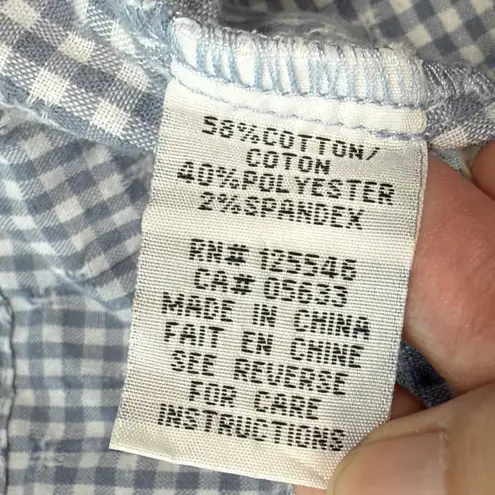 58%COTTON/
COTON
40%POLYESTER
2%SPANDEX
RN# 125546
CA# 05633
MADE IN CHINA
FAIT EN CHINE
SEE REVERSE
FOR CARE
INSTRUCTIONS